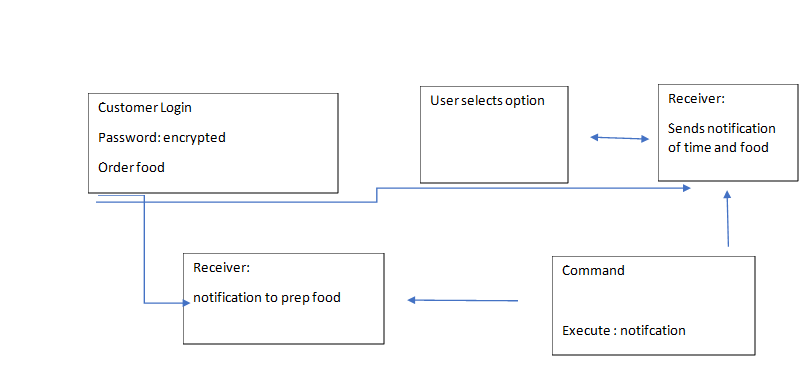 Customer Login
Password: encrypted
Order food
User selects option
Receiver:
Sends notification
of time and food
Receiver:
notification to prep food
Command
Execute : notifcation